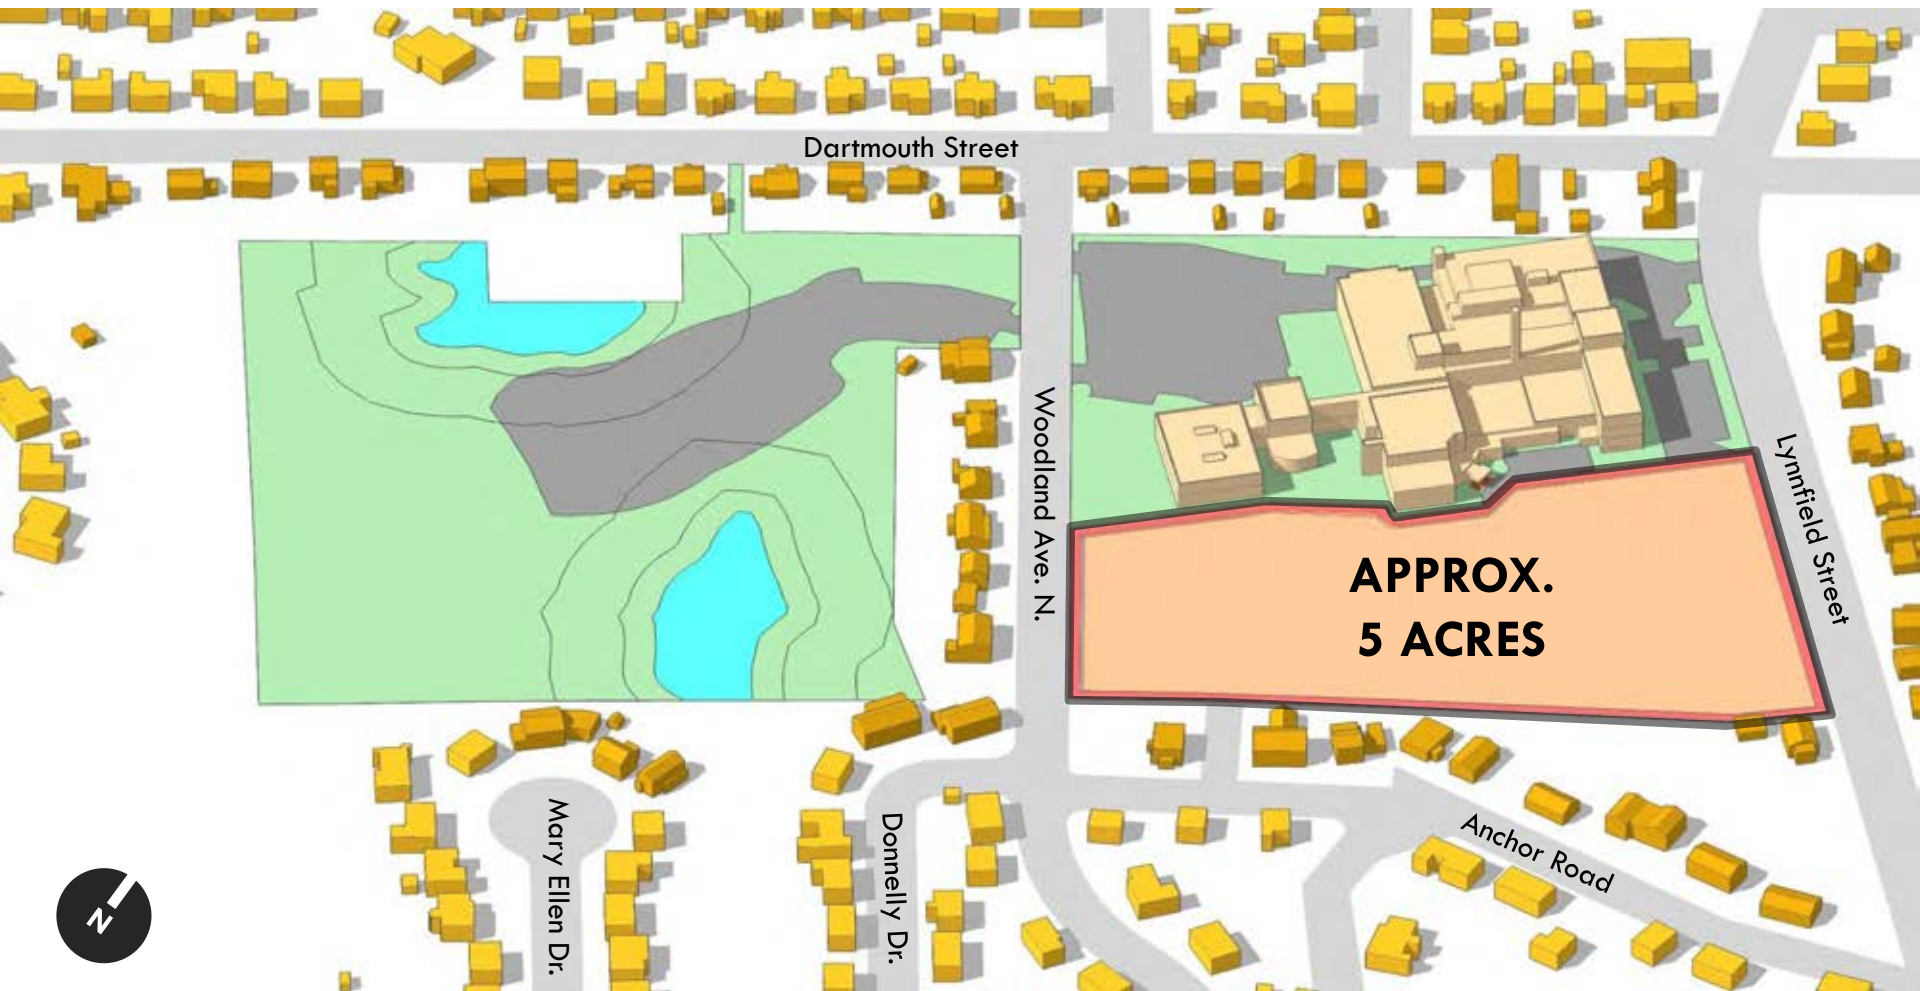 Dartmouth Street
Woodland Ave. N.
Lynnfield Street
APPROX.
5 ACRES
Mary Ellen Dr.
Donnelly Dr.
Anchor Road
N